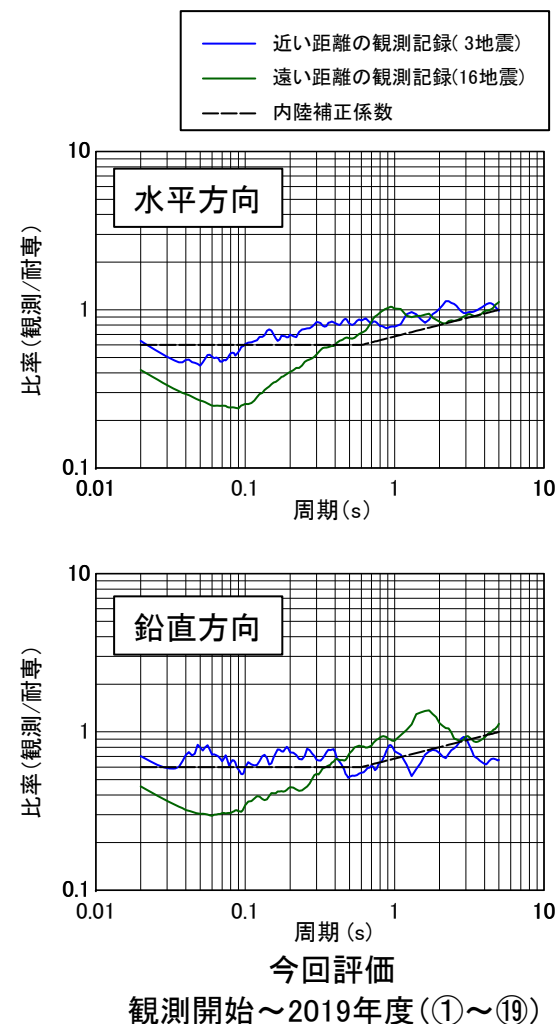 近い距離の観測記録( 3地震)
遠い距離の観測記録(16地震)
内陸補正係数
水平方向
比率(観測/耐専)
10
1
0.1
0.01
0.1
1
10
周期(s)
鉛直方向
比率(観測/耐専)
10
1
0.1
0.01
0.1
1
10
周期(s)
今回評価
観測開始～2019年度(①～⑲)